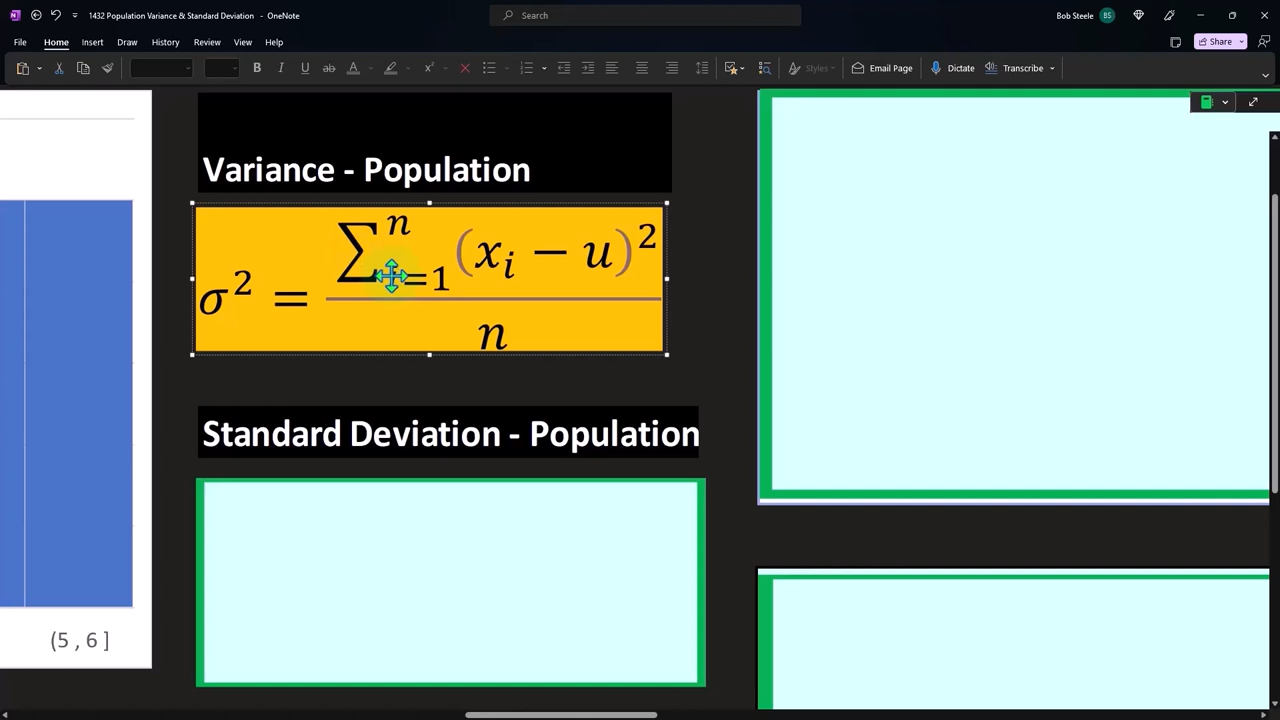 1432 Population Variance & Standard Deviation - OneNote
Search
Bob Steele BS
File Home Insert Draw History Review View Help
Share
B I U ab A x
Styles Email Page Dictate Transcribe
Variance - Population
σ² = ∑ⁿ =1 (xᵢ − u)² / n
Standard Deviation - Population
(5 , 6 ]